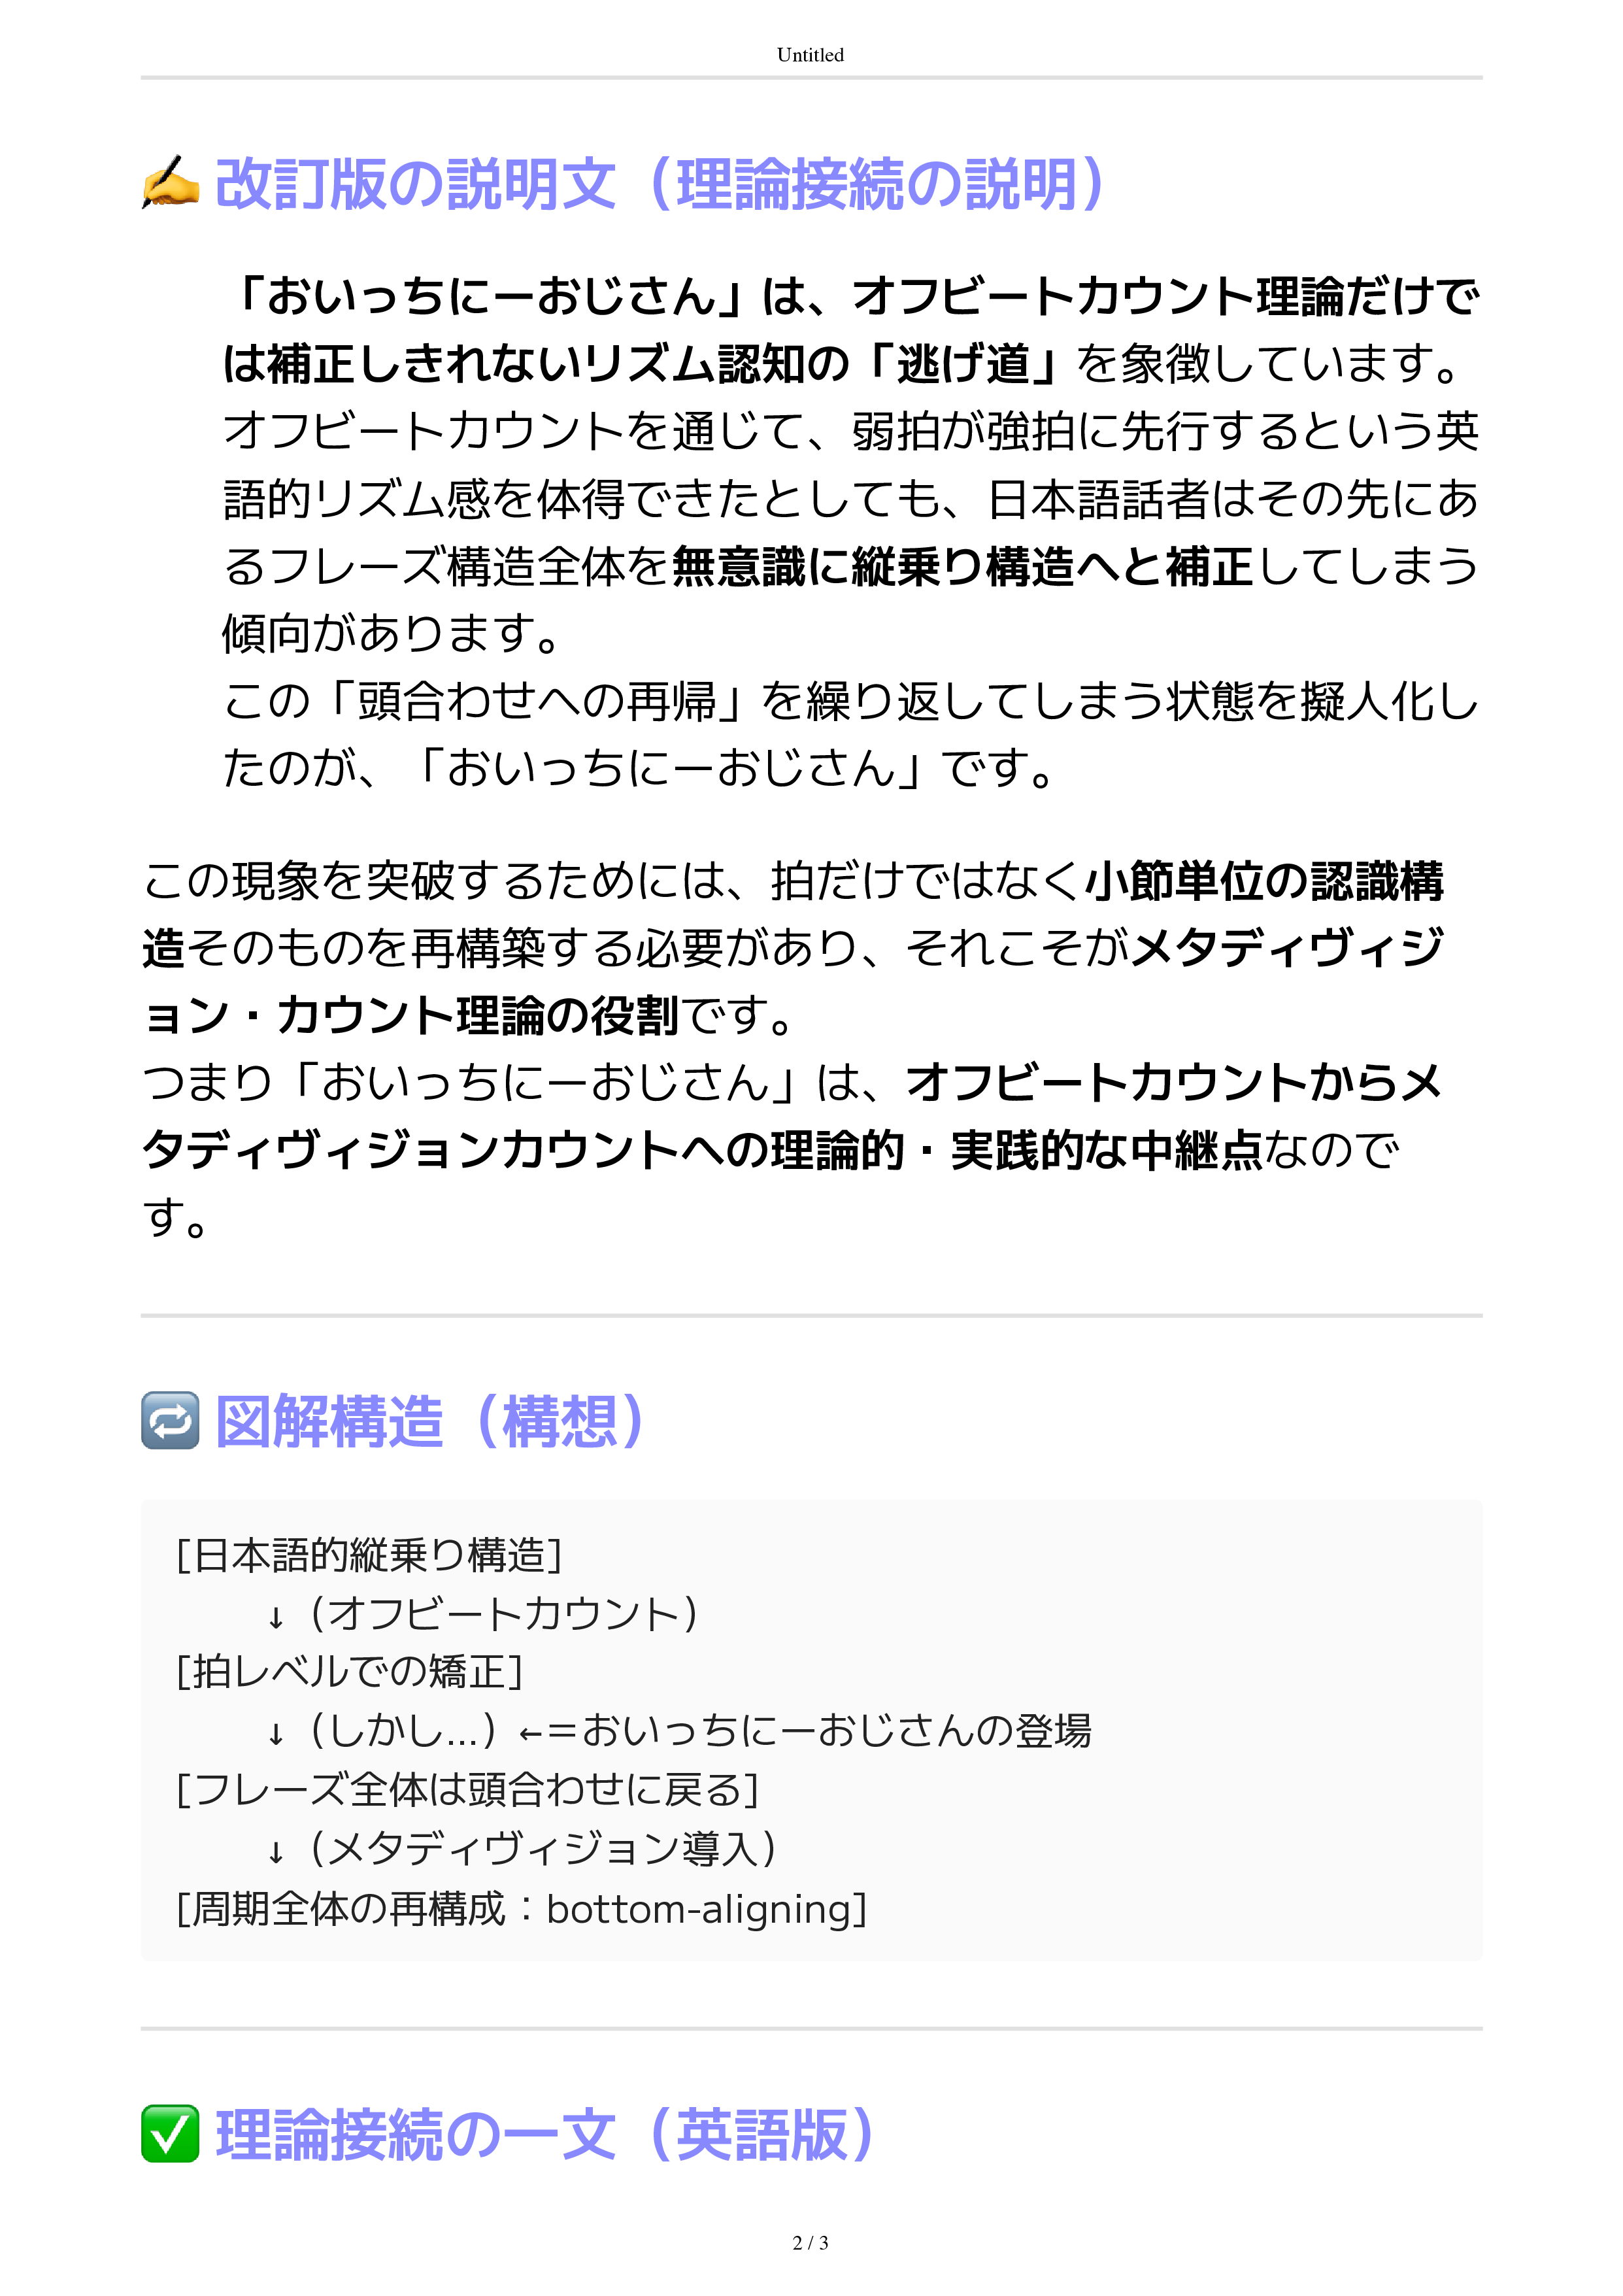 Untitled
✍️ 改訂版の説明文（理論接続の説明）
「おいっちにーおじさん」は、オフビートカウント理論だけで
は補正しきれないリズム認知の「逃げ道」を象徴しています。
オフビートカウントを通じて、弱拍が強拍に先行するという英
語的リズム感を体得できたとしても、日本語話者はその先にあ
るフレーズ構造全体を無意識に縦乗り構造へと補正してしまう
傾向があります。
この「頭合わせへの再帰」を繰り返してしまう状態を擬人化し
たのが、「おいっちにーおじさん」です。
この現象を突破するためには、拍だけではなく小節単位の認識構
造そのものを再構築する必要があり、それこそがメタディヴィジ
ョン・カウント理論の役割です。
つまり「おいっちにーおじさん」は、オフビートカウントからメ
タディヴィジョンカウントへの理論的・実践的な中継点なので
す。
🔁 図解構造（構想）
[日本語的縦乗り構造]
↓（オフビートカウント）
[拍レベルでの矯正]
↓（しかし…）←＝おいっちにーおじさんの登場
[フレーズ全体は頭合わせに戻る]
↓（メタディヴィジョン導入）
[周期全体の再構成：bottom-aligning]
✅ 理論接続の一文（英語版）
2 / 3